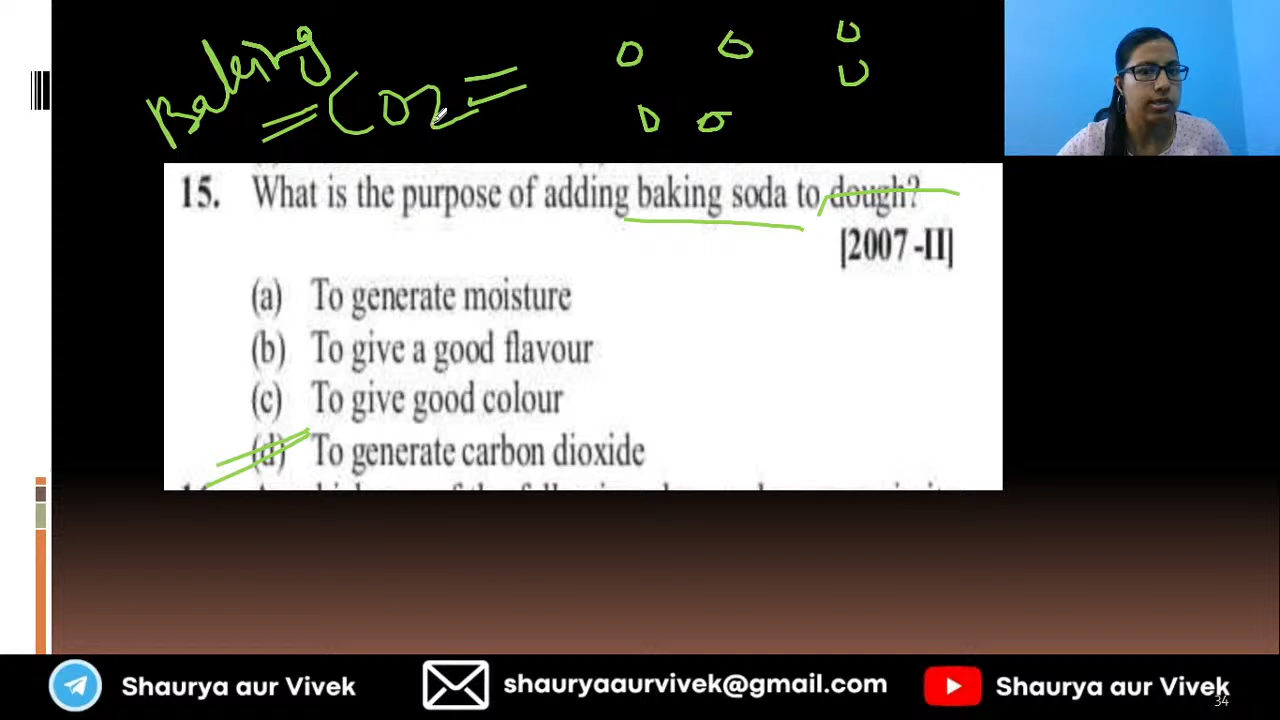 Baking
CO2
15. What is the purpose of adding baking soda to dough?
[2007 -II]
(a) To generate moisture
(b) To give a good flavour
(c) To give good colour
(d) To generate carbon dioxide
Shaurya aur Vivek
shauryaaurvivek@gmail.com
Shaurya aur Vivek
34